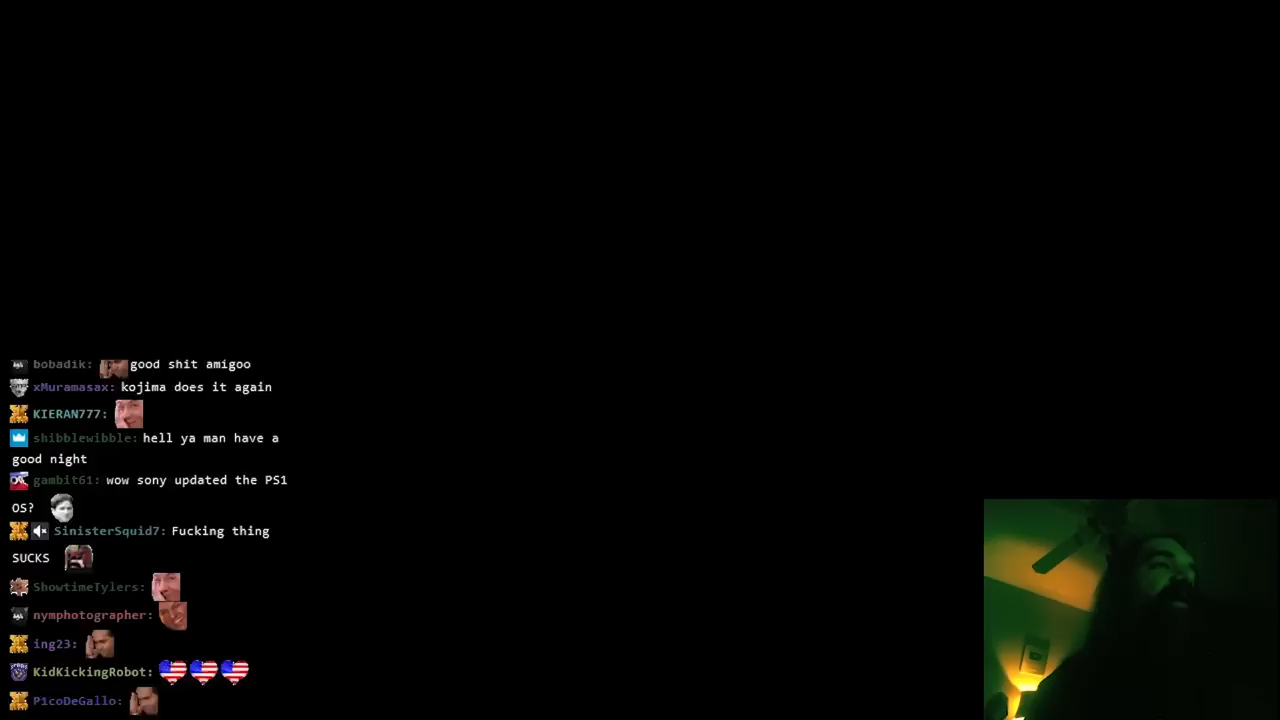 bobadik: good shit amigoo
xMuramasax: kojima does it again
KIERAN777:
shibblewibble: hell ya man have a
good night
gambit61: wow sony updated the PS1
OS?
SinisterSquid7: Fucking thing
SUCKS
ShowtimeTylers:
nymphotographer:
ing23:
KidKickingRobot:
P1coDeGallo: